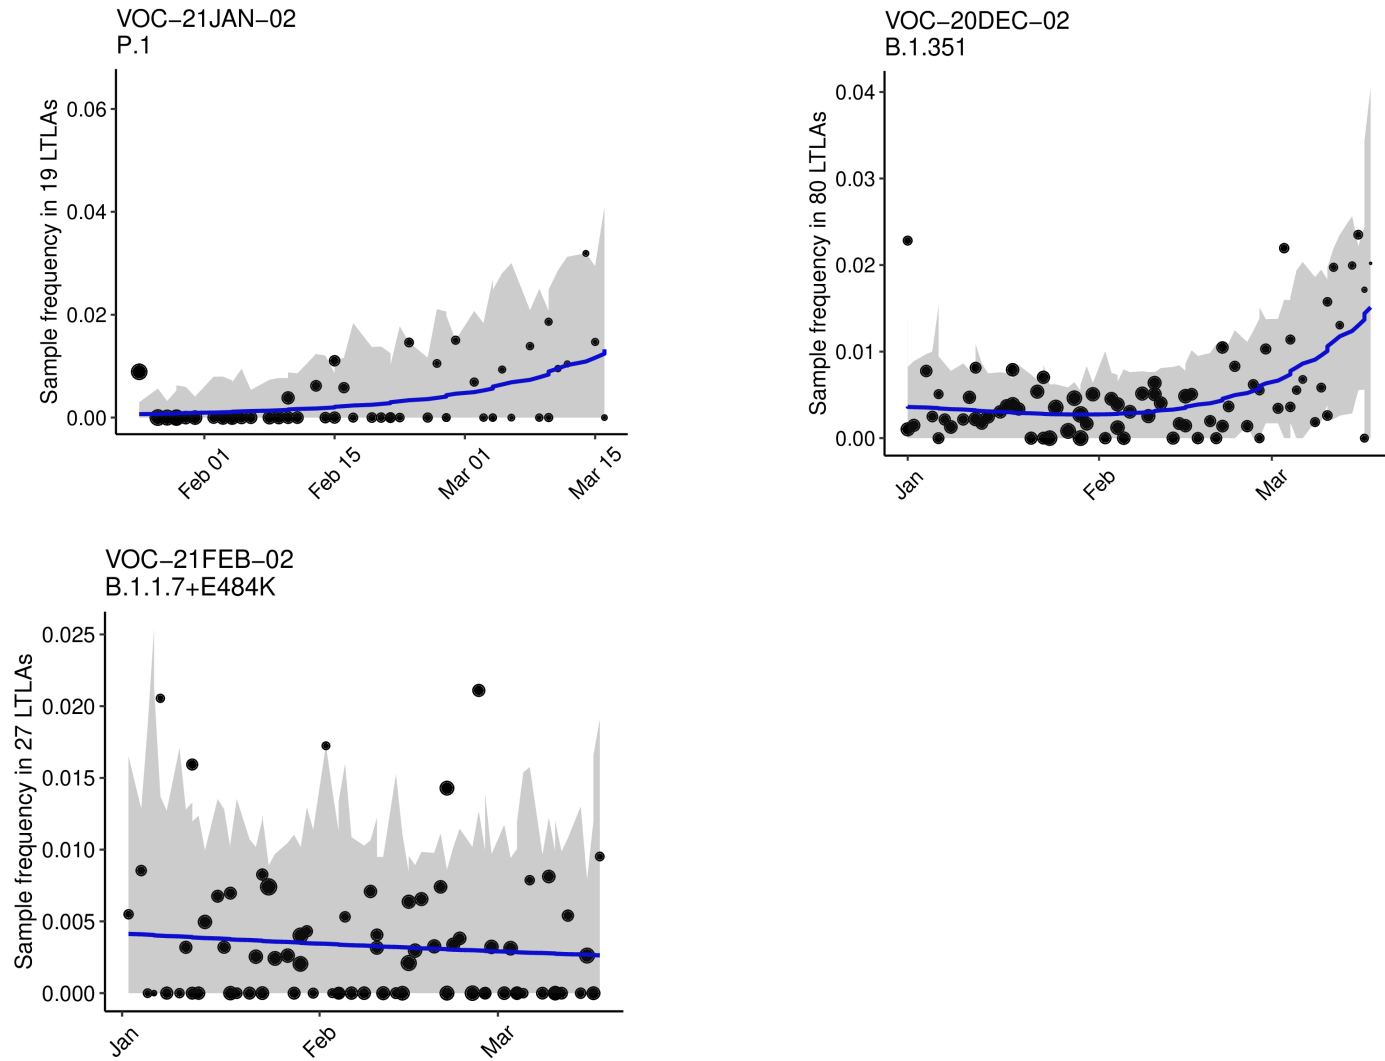 VOC−21JAN−02
P.1
Sample frequency in 19 LTLAs
0.06
0.04
0.02
0.00
Feb 01
Feb 15
Mar 01
Mar 15
VOC−20DEC−02
B.1.351
Sample frequency in 80 LTLAs
0.04
0.03
0.02
0.01
0.00
Jan
Feb
Mar
VOC−21FEB−02
B.1.1.7+E484K
Sample frequency in 27 LTLAs
0.025
0.020
0.015
0.010
0.005
0.000
Jan
Feb
Mar